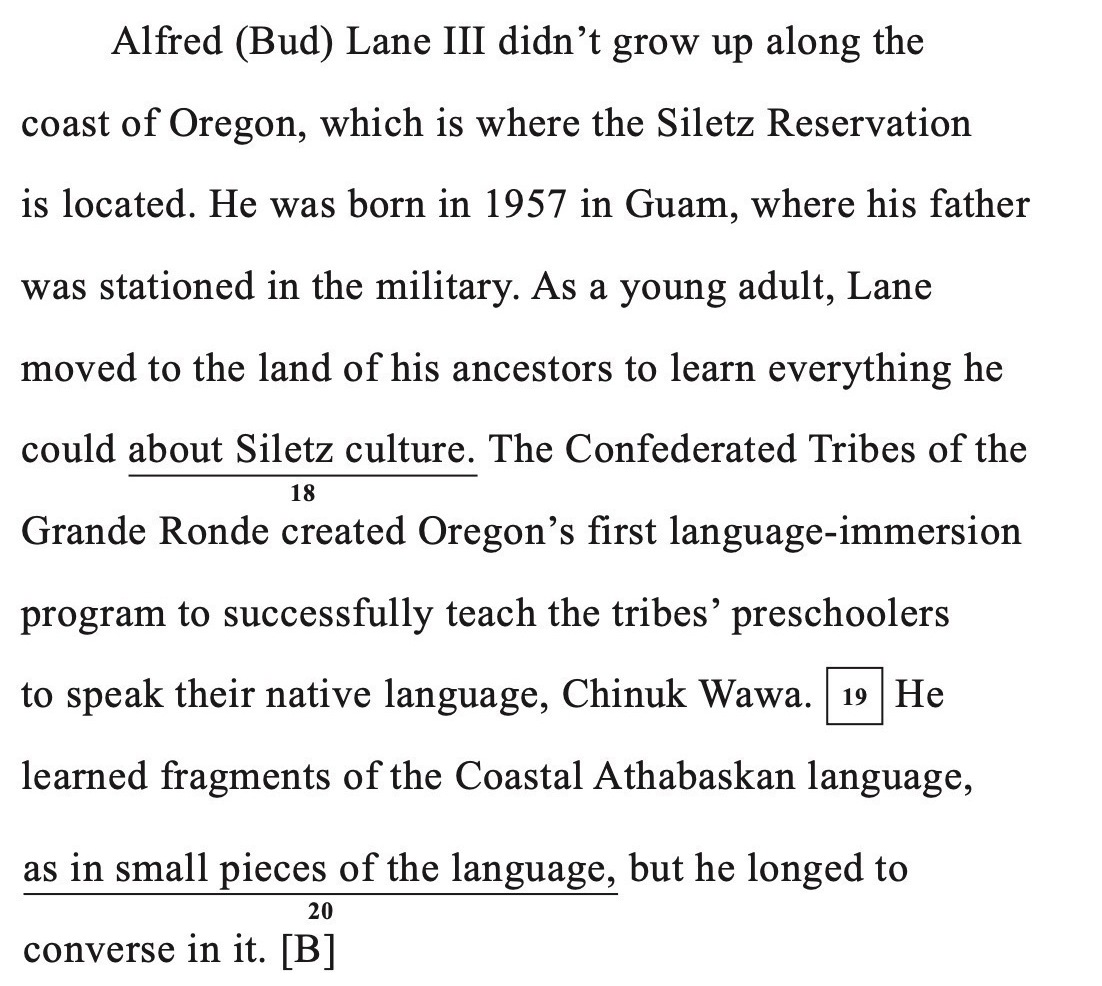 Alfred (Bud) Lane III didn’t grow up along the
coast of Oregon, which is where the Siletz Reservation
is located. He was born in 1957 in Guam, where his father
was stationed in the military. As a young adult, Lane
moved to the land of his ancestors to learn everything he
could about Siletz culture. The Confederated Tribes of the
18
Grande Ronde created Oregon’s first language-immersion
program to successfully teach the tribes’ preschoolers
to speak their native language, Chinuk Wawa. 19 He
learned fragments of the Coastal Athabaskan language,
as in small pieces of the language, but he longed to
20
converse in it. [B]